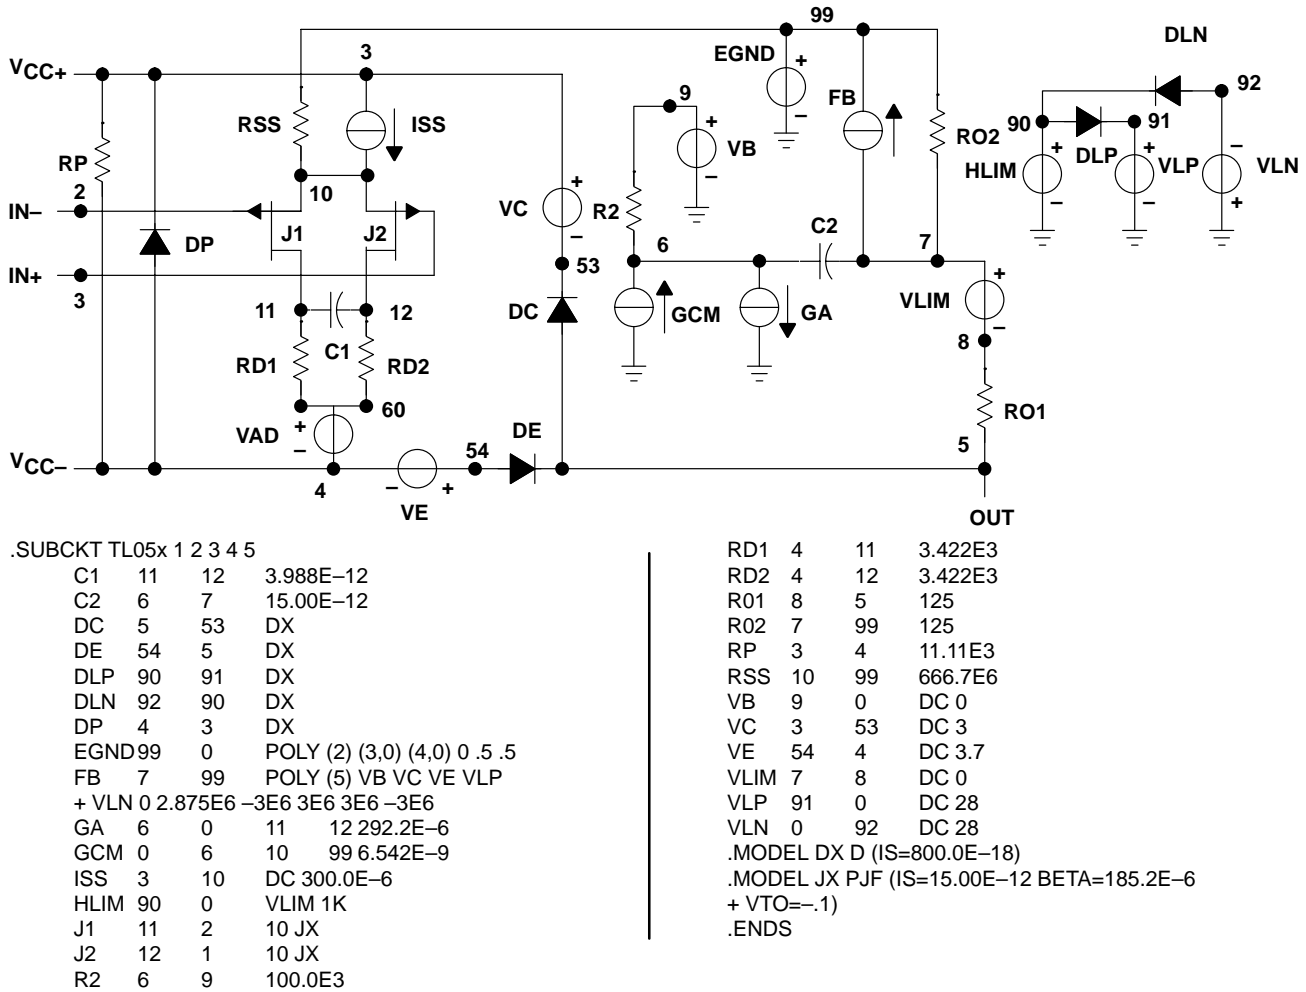 99
DLN
3
EGND
+
92
VCC+
9
FB
+
RSS
ISS
–
90
91
RO2
+
VB
–
+
+
–
RP
10
HLIM
DLP
VLP
VLN
2
–
–
+
IN–
VC
+
–
R2
J1
J2
C2
DP
6
7
IN+
53
3
+
VLIM
11
12
DC
GCM
GA
–
8
C1
RD1
RD2
60
RO1
+
VAD
–
DE
54
5
VCC–
4
–
+
VE
OUT
.SUBCKT TL05x 1 2 3 4 5
C1 11 12 3.988E–12
C2 6 7 15.00E–12
DC 5 53 DX
DE 54 5 DX
DLP 90 91 DX
DLN 92 90 DX
DP 4 3 DX
EGND 99 0 POLY (2) (3,0) (4,0) 0 .5 .5
FB 7 99 POLY (5) VB VC VE VLP
+ VLN 0 2.875E6 –3E6 3E6 3E6 –3E6
GA 6 0 11 12 292.2E–6
GCM 0 6 10 99 6.542E–9
ISS 3 10 DC 300.0E–6
HLIM 90 0 VLIM 1K
J1 11 2 10 JX
J2 12 1 10 JX
R2 6 9 100.0E3
RD1 4 11 3.422E3
RD2 4 12 3.422E3
R01 8 5 125
R02 7 99 125
RP 3 4 11.11E3
RSS 10 99 666.7E6
VB 9 0 DC 0
VC 3 53 DC 3
VE 54 4 DC 3.7
VLIM 7 8 DC 0
VLP 91 0 DC 28
VLN 0 92 DC 28
.MODEL DX D (IS=800.0E–18)
.MODEL JX PJF (IS=15.00E–12 BETA=185.2E–6
+ VTO=–.1)
.ENDS